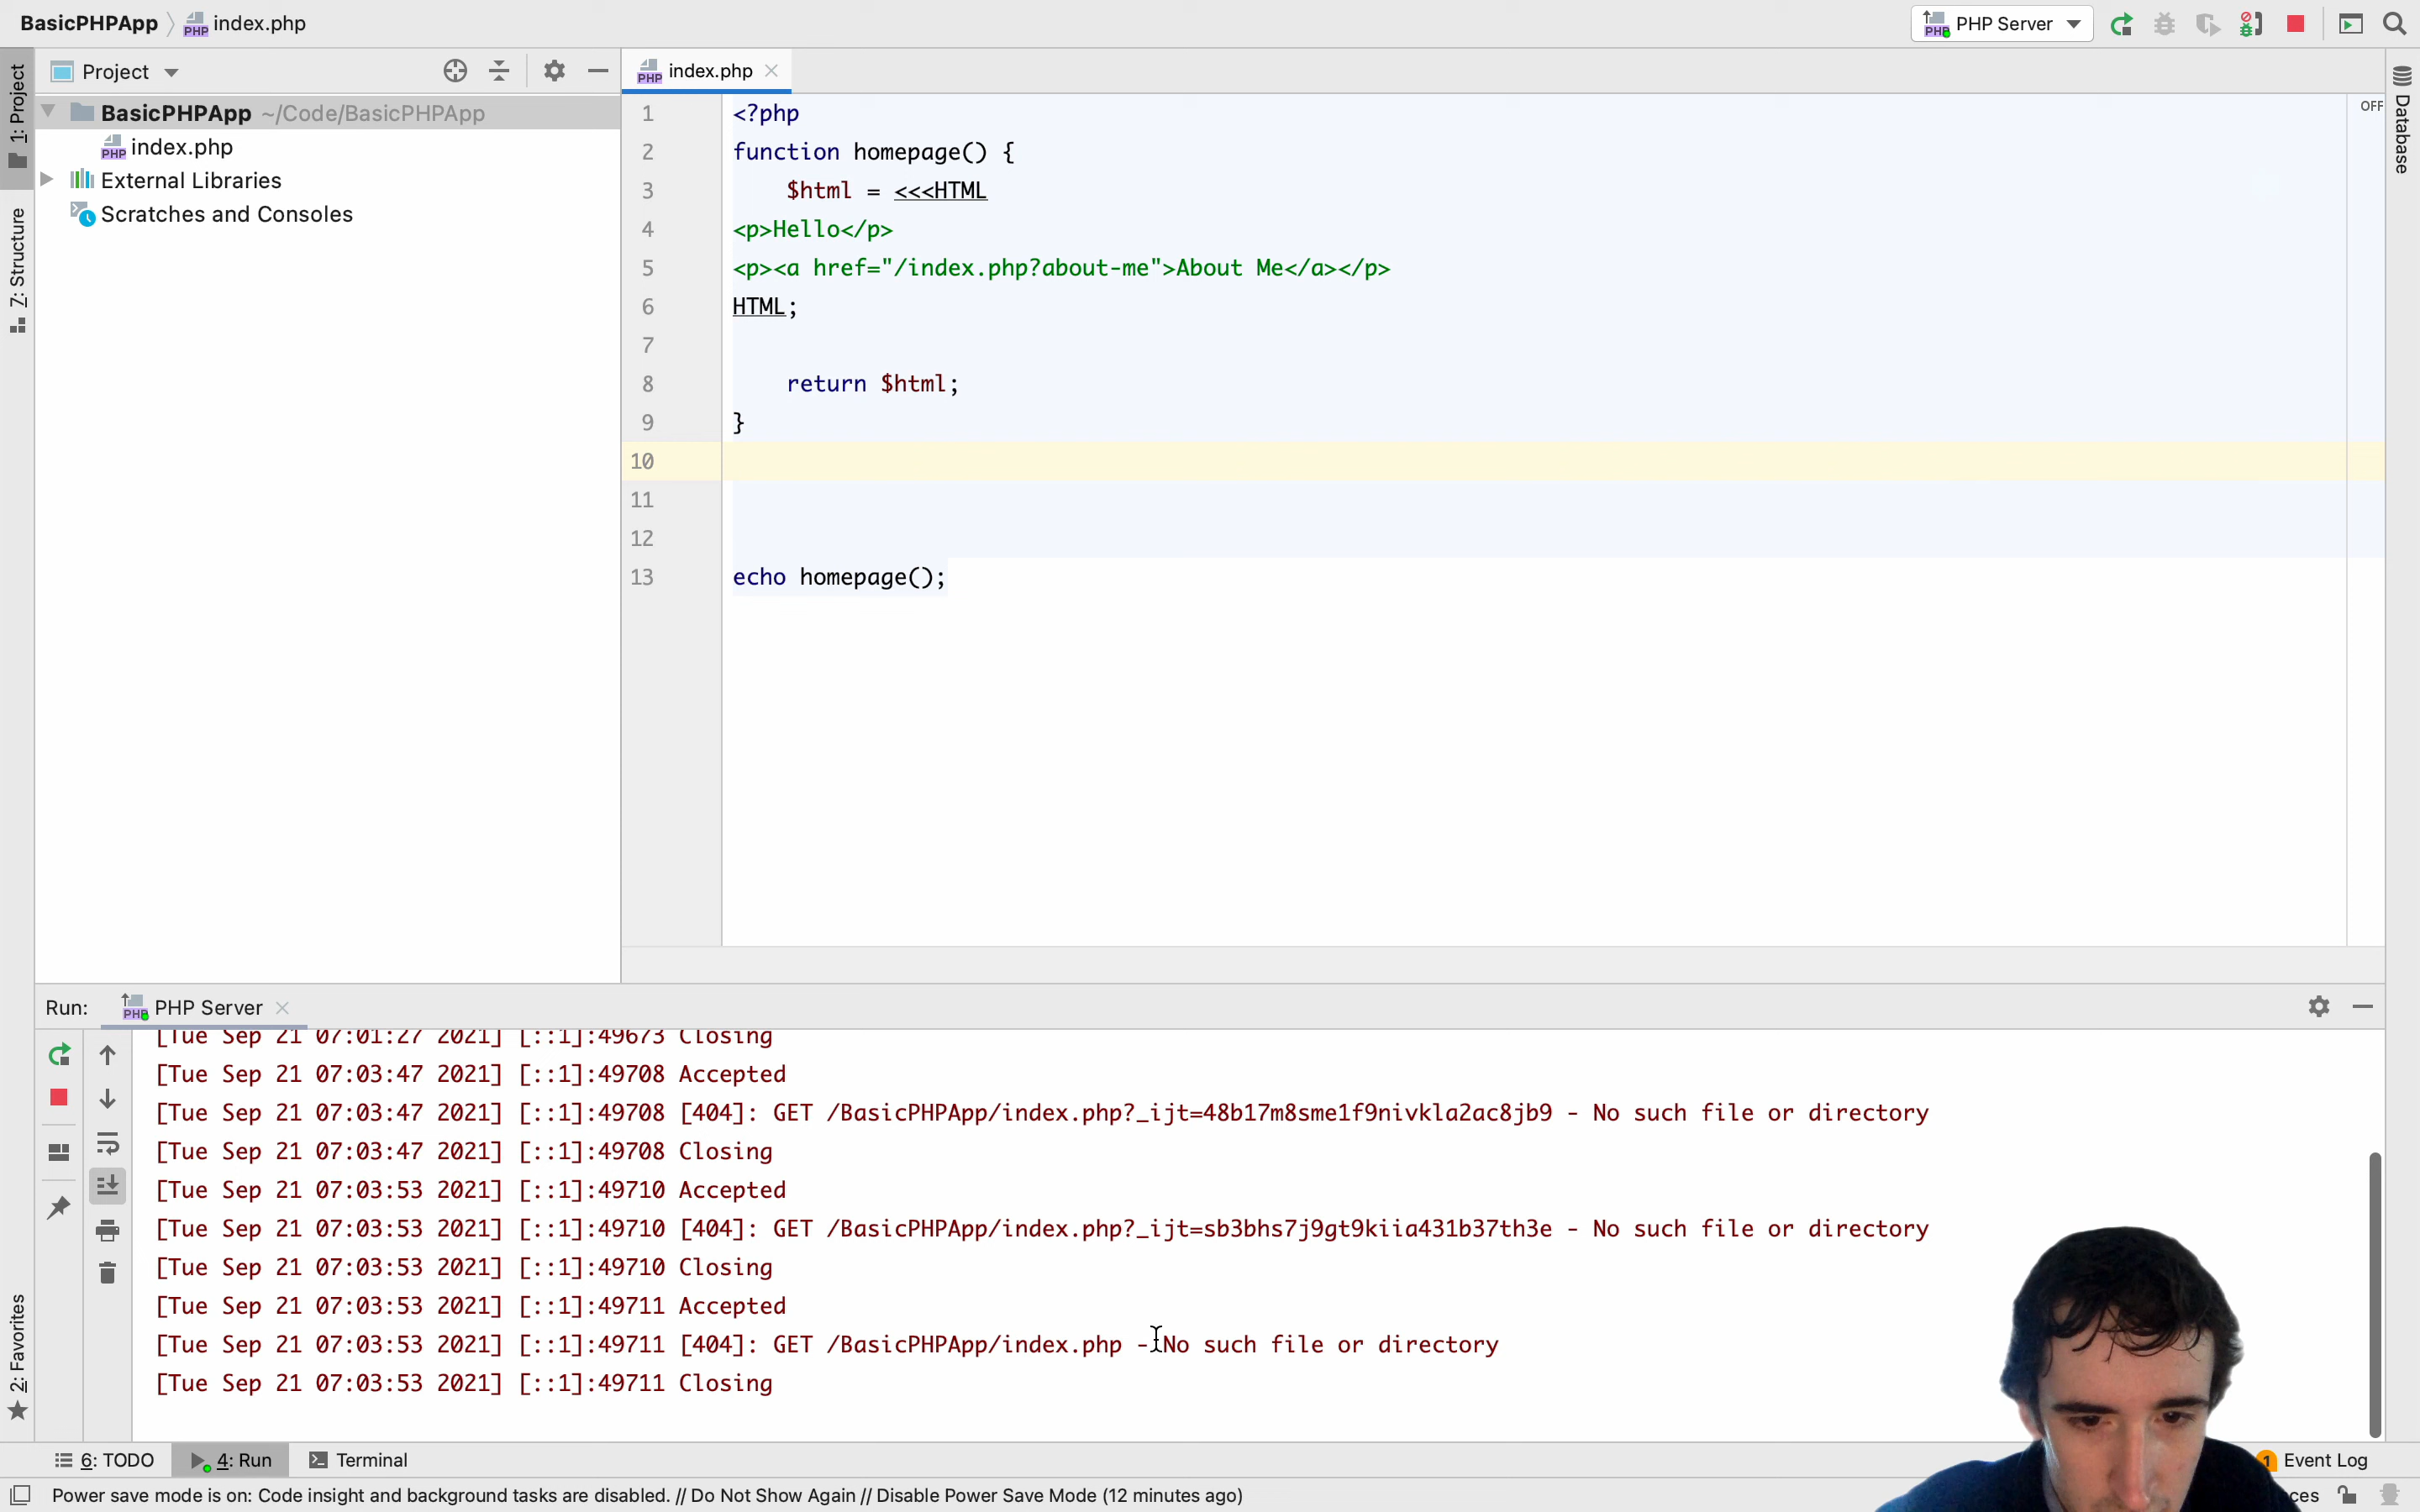 BasicPHPApp index.php
PHP Server
Project
index.php
1: Project
7: Structure
2: Favorites
Database
BasicPHPApp ~/Code/BasicPHPApp
index.php
External Libraries
Scratches and Consoles
OFF
1 <?php
2 function homepage() {
3 $html = <<<HTML
4 <p>Hello</p>
5 <p><a href="/index.php?about-me">About Me</a></p>
6 HTML;
7
8 return $html;
9 }
10
11
12
13 echo homepage();
Run: PHP Server
[Tue Sep 21 07:01:27 2021] [::1]:49673 Closing
[Tue Sep 21 07:03:47 2021] [::1]:49708 Accepted
[Tue Sep 21 07:03:47 2021] [::1]:49708 [404]: GET /BasicPHPApp/index.php?_ijt=48b17m8sme1f9nivkla2ac8jb9 - No such file or directory
[Tue Sep 21 07:03:47 2021] [::1]:49708 Closing
[Tue Sep 21 07:03:53 2021] [::1]:49710 Accepted
[Tue Sep 21 07:03:53 2021] [::1]:49710 [404]: GET /BasicPHPApp/index.php?_ijt=sb3bhs7j9gt9kiia431b37th3e - No such file or directory
[Tue Sep 21 07:03:53 2021] [::1]:49710 Closing
[Tue Sep 21 07:03:53 2021] [::1]:49711 Accepted
[Tue Sep 21 07:03:53 2021] [::1]:49711 [404]: GET /BasicPHPApp/index.php - No such file or directory
[Tue Sep 21 07:03:53 2021] [::1]:49711 Closing
6: TODO 4: Run Terminal
1 Event Log
Power save mode is on: Code insight and background tasks are disabled. // Do Not Show Again // Disable Power Save Mode (12 minutes ago)